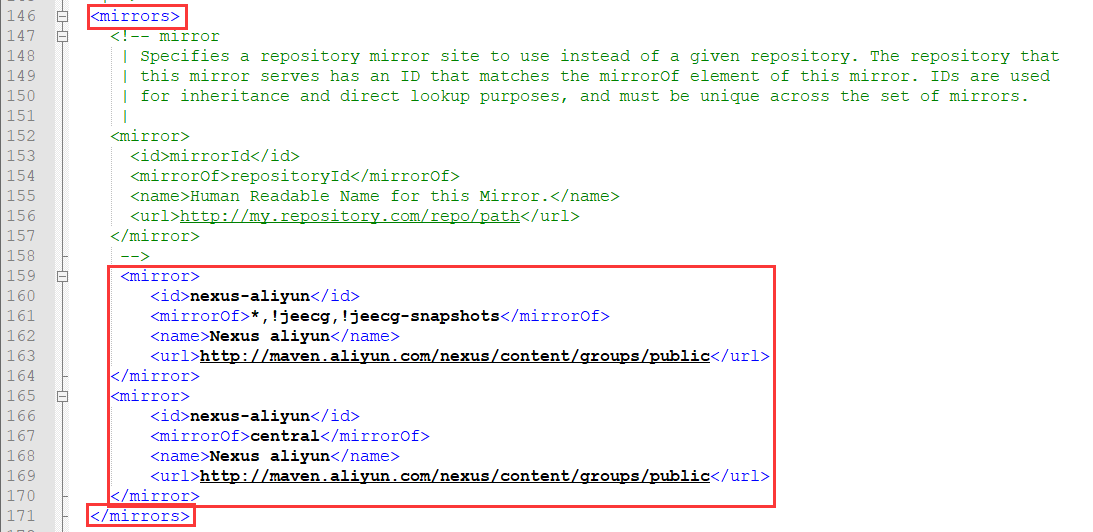 146 <mirrors>
147 <!-- mirror
148 | Specifies a repository mirror site to use instead of a given repository. The repository that
149 | this mirror serves has an ID that matches the mirrorOf element of this mirror. IDs are used
150 | for inheritance and direct lookup purposes, and must be unique across the set of mirrors.
151 |
152 <mirror>
153 <id>mirrorId</id>
154 <mirrorOf>repositoryId</mirrorOf>
155 <name>Human Readable Name for this Mirror.</name>
156 <url>http://my.repository.com/repo/path</url>
157 </mirror>
158 -->
159 <mirror>
160 <id>nexus-aliyun</id>
161 <mirrorOf>*,!jeecg,!jeecg-snapshots</mirrorOf>
162 <name>Nexus aliyun</name>
163 <url>http://maven.aliyun.com/nexus/content/groups/public</url>
164 </mirror>
165 <mirror>
166 <id>nexus-aliyun</id>
167 <mirrorOf>central</mirrorOf>
168 <name>Nexus aliyun</name>
169 <url>http://maven.aliyun.com/nexus/content/groups/public</url>
170 </mirror>
171 </mirrors>